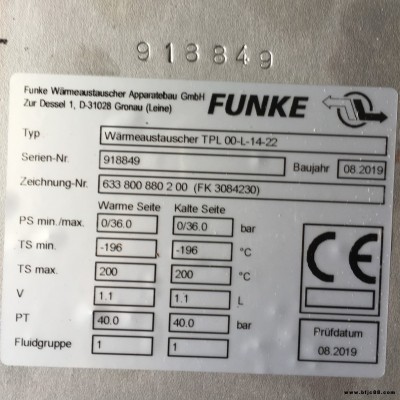 918849
Funke Wärmeaustauscher Apparatebau GmbH
Zur Dessel 1, D-31028 Gronau (Leine)
FUNKE
Typ Wärmeaustauscher TPL 00-L-14-22
Serien-Nr. 918849 Baujahr 08.2019
Zeichnung-Nr. 633 800 880 2 00 (FK 3084230)
Warme Seite Kalte Seite
PS min./max. 0/36.0 0/36.0 bar
TS min. -196 -196 °C
TS max. 200 200 °C
V 1.1 1.1 L
PT 40.0 40.0 bar
Fluidgruppe 1 1
CE
Prüfdatum
08.2019
www.btjc88.com